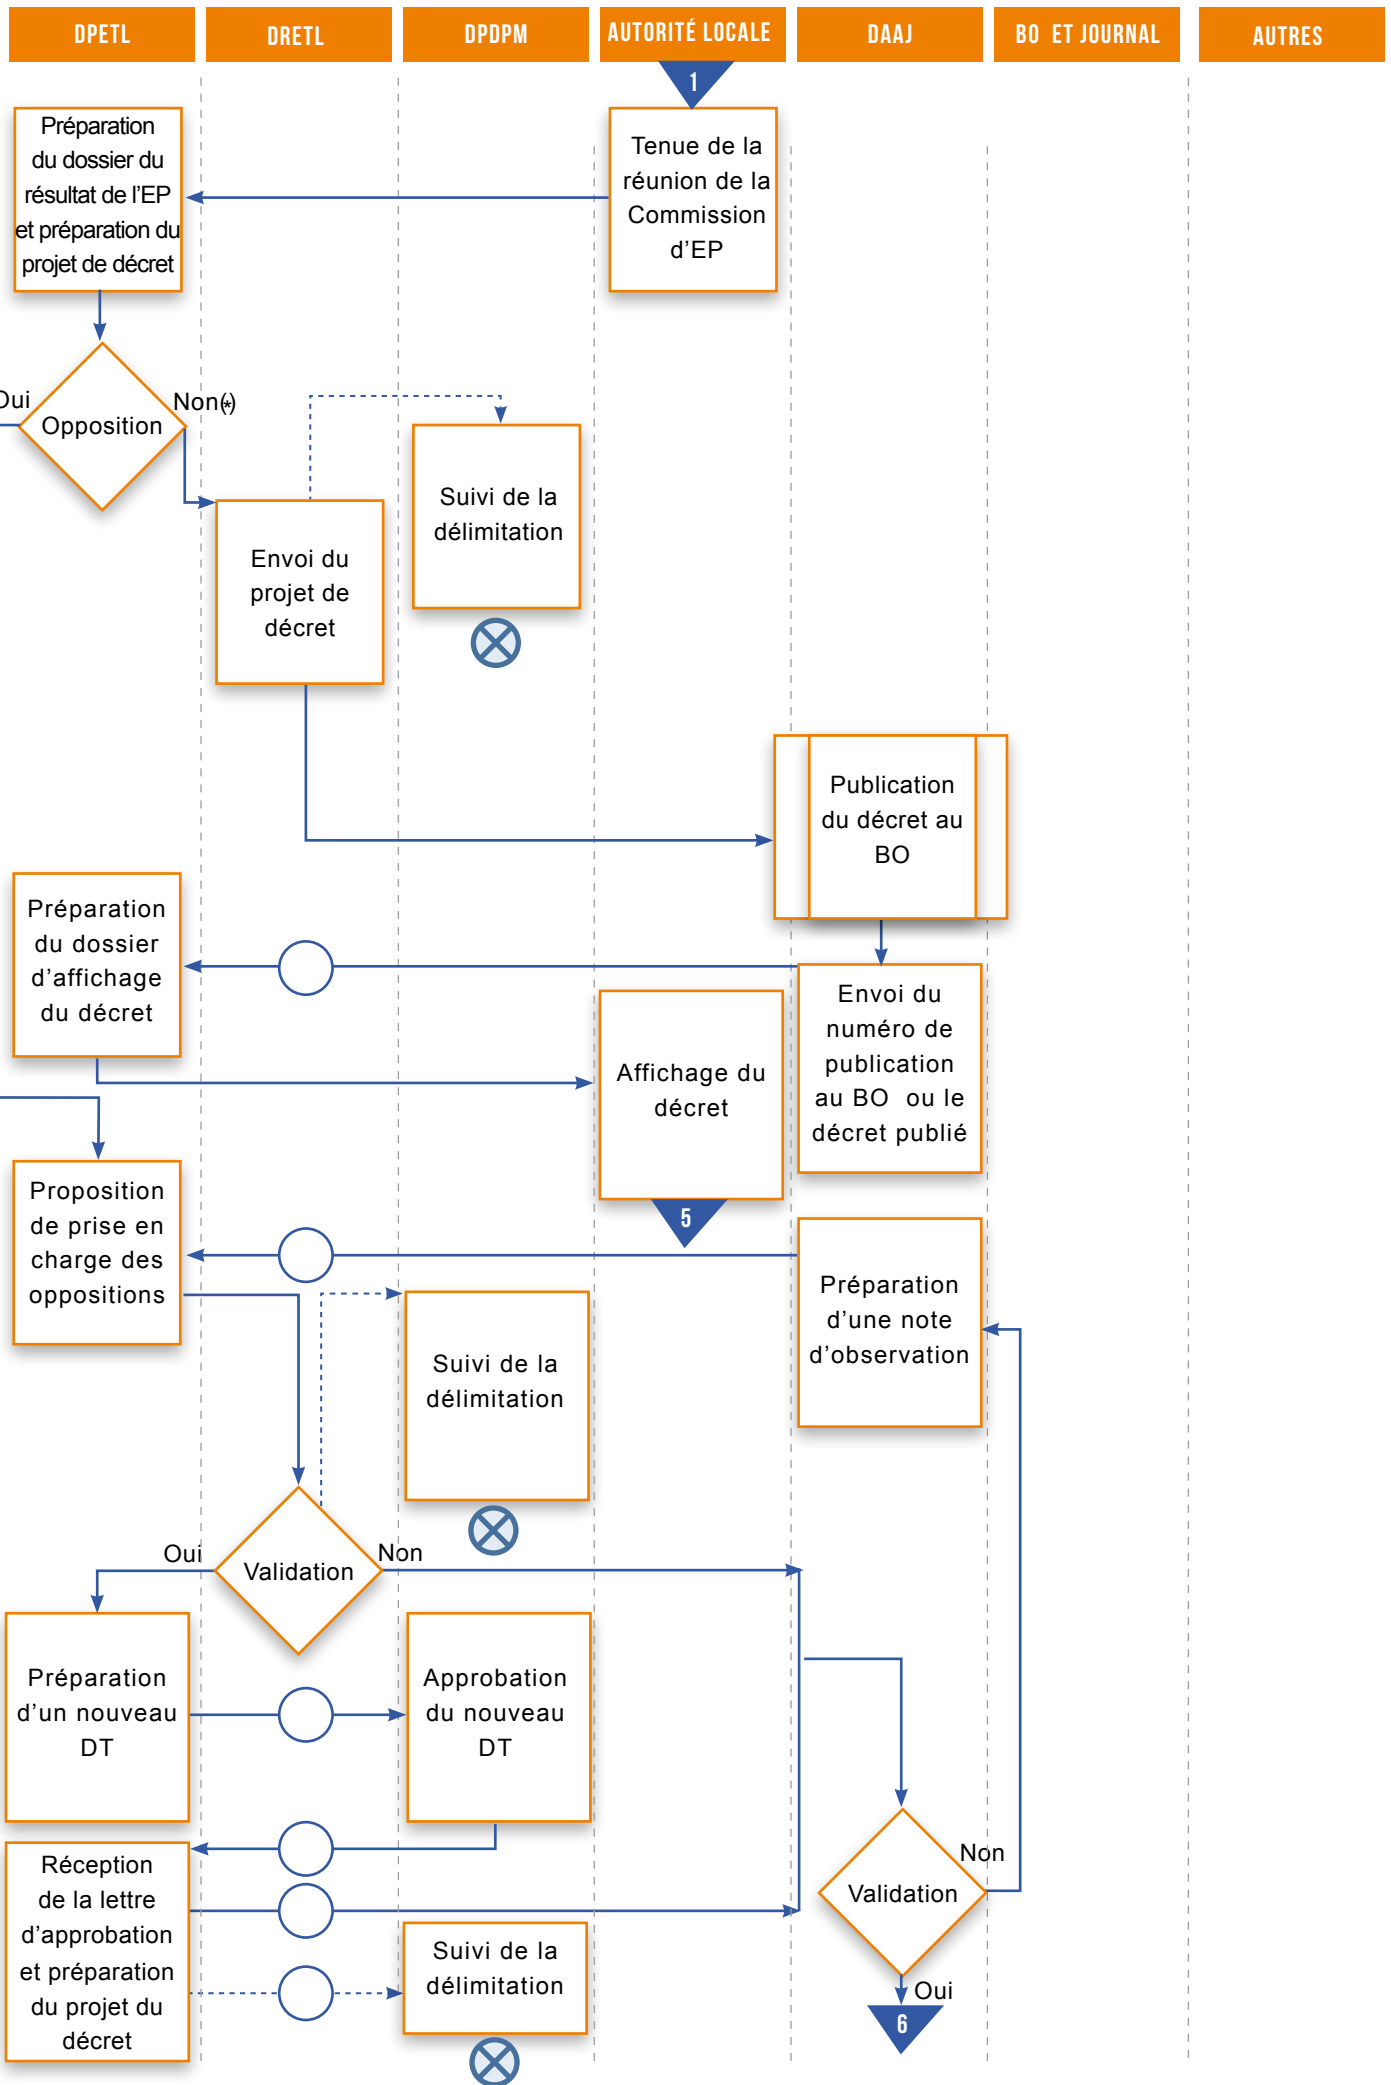 DPETL
DRETL
DPDPM
AUTORITÉ LOCALE
DAAJ
BO ET JOURNAL
AUTRES
1
Préparation
du dossier du
résultat de l'EP
et préparation du
projet de décret
Tenue de la
réunion de la
Commission
d'EP
Oui
Opposition
Non(*)
Suivi de la
délimitation
Envoi du
projet de
décret
Publication
du décret au
BO
Préparation
du dossier
d'affichage
du décret
Envoi du
numéro de
publication
au BO ou le
décret publié
Affichage du
décret
5
Proposition
de prise en
charge des
oppositions
Préparation
d'une note
d'observation
Suivi de la
délimitation
Oui
Validation
Non
Préparation
d'un nouveau
DT
Approbation
du nouveau
DT
Réception
de la lettre
d'approbation
et préparation
du projet du
décret
Suivi de la
délimitation
Validation
Non
Oui
6